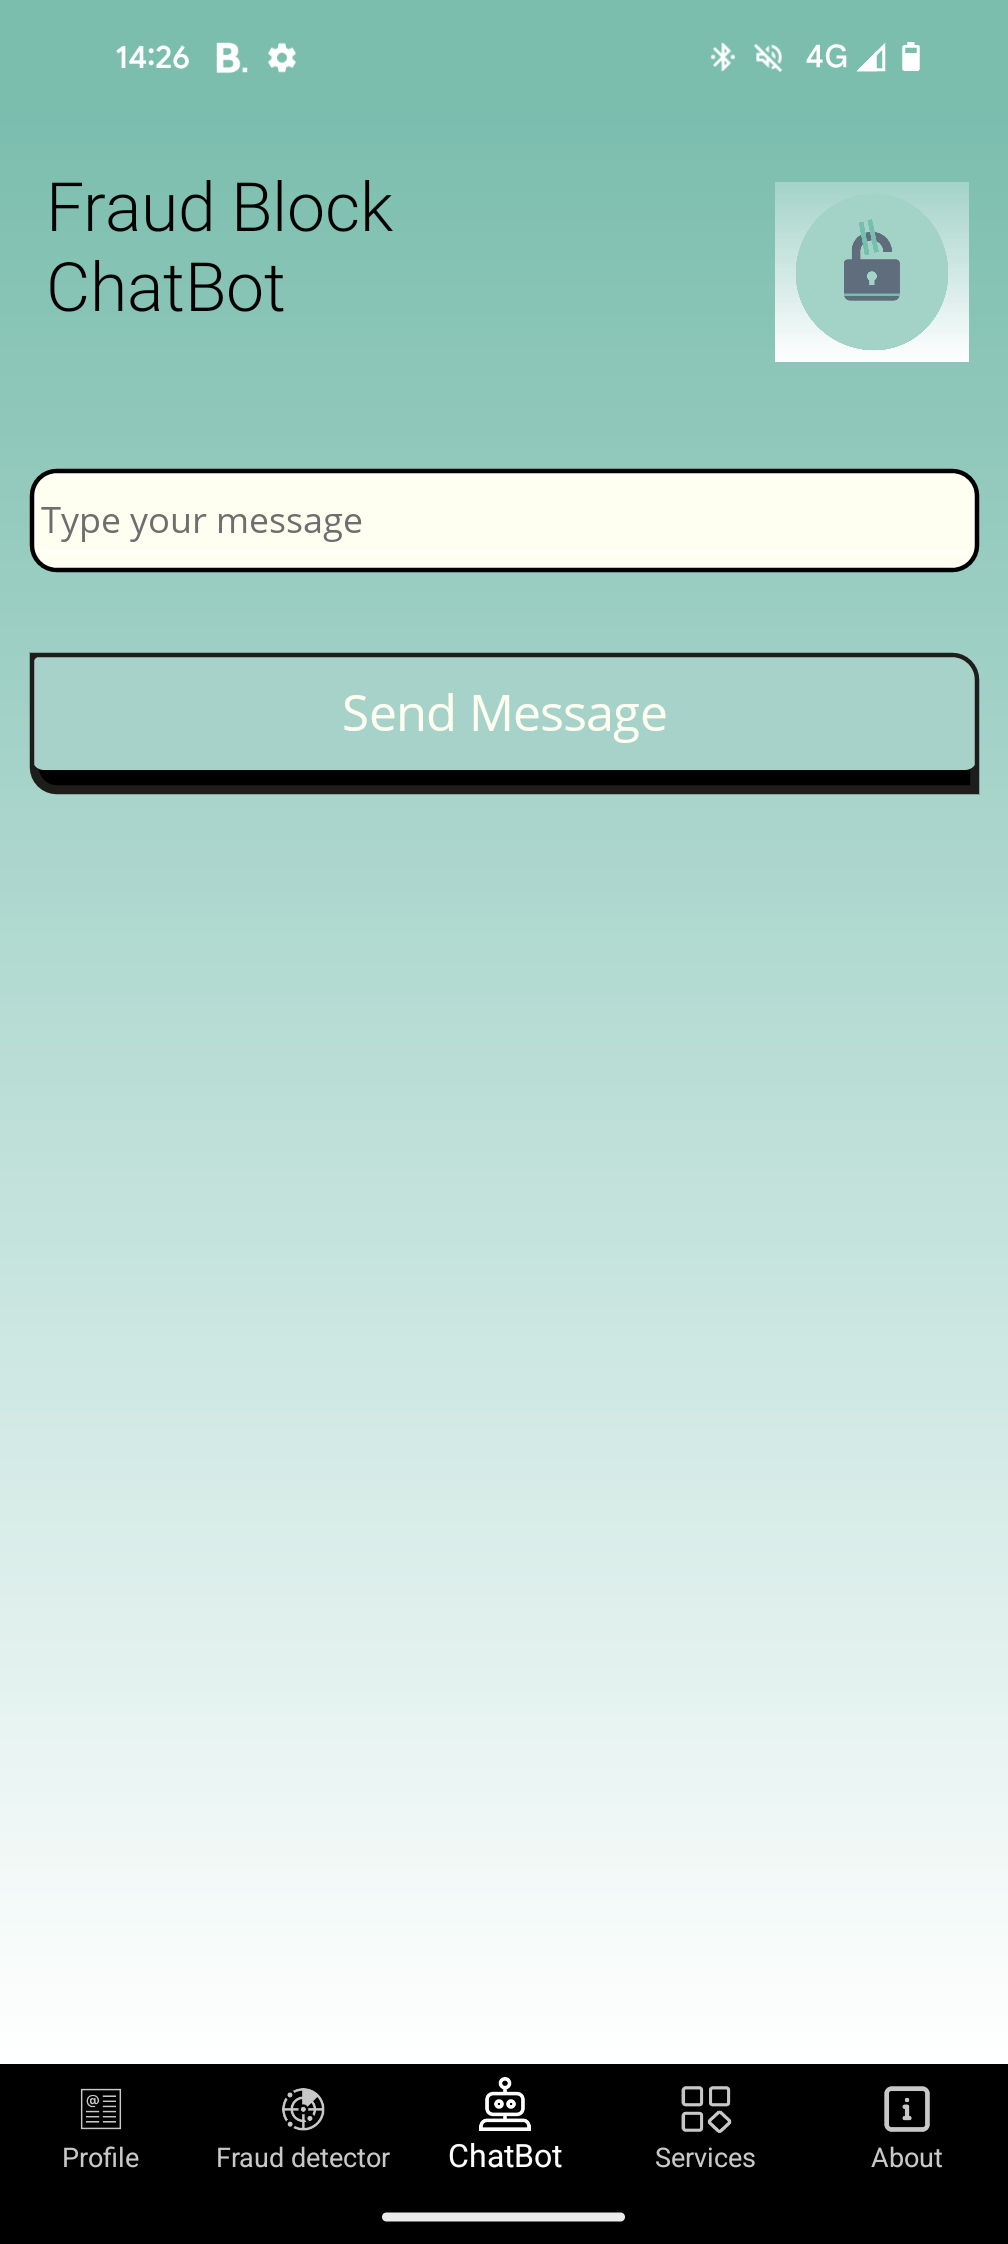 14:26 B. 4G
Fraud Block
ChatBot
Type your message
Send Message
Profile Fraud detector ChatBot Services About